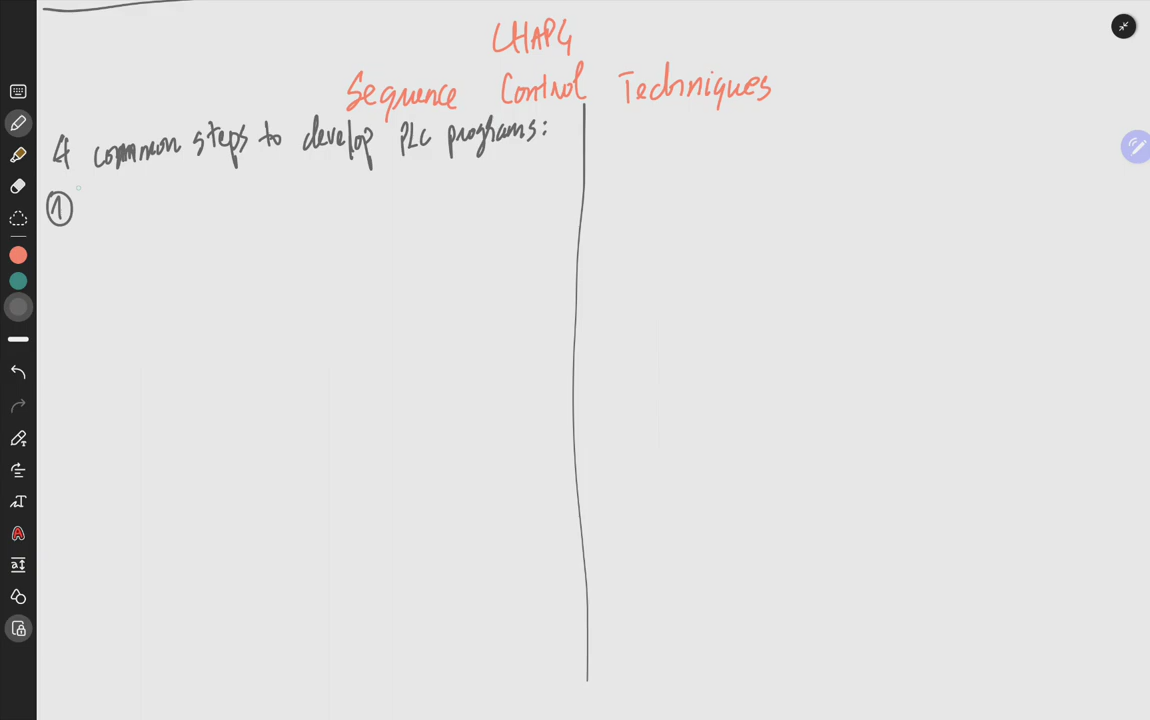 CHAP4
Sequence Control Techniques
4 common steps to develop PLC programs:
①